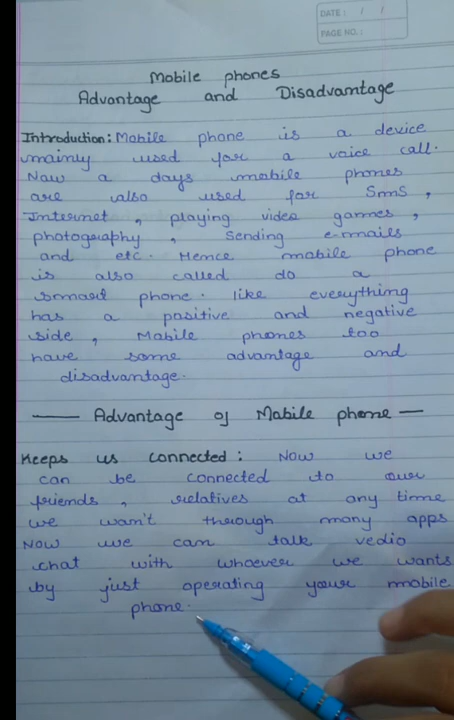 DATE : / /
PAGE NO. :
Mobile phones
Advantage and Disadvantage
Introduction: Mobile phone is a device
mainly used for a voice call.
Now a days mobile phones
are also used for SmS ,
Internet , playing video games ,
photography , Sending e-mails
and etc. Hence mobile phone
is also called do a
smart phone. like everything
has a positive and negative
side , Mobile phones too
have some advantage and
disadvantage.
Advantage of Mobile phone
Keeps us connected : Now we
can be connected to our
friends , relatives at any time
we wan't through many apps
Now we can talk vedio
chat with whoever we wants
by just operating your mobile
phone.